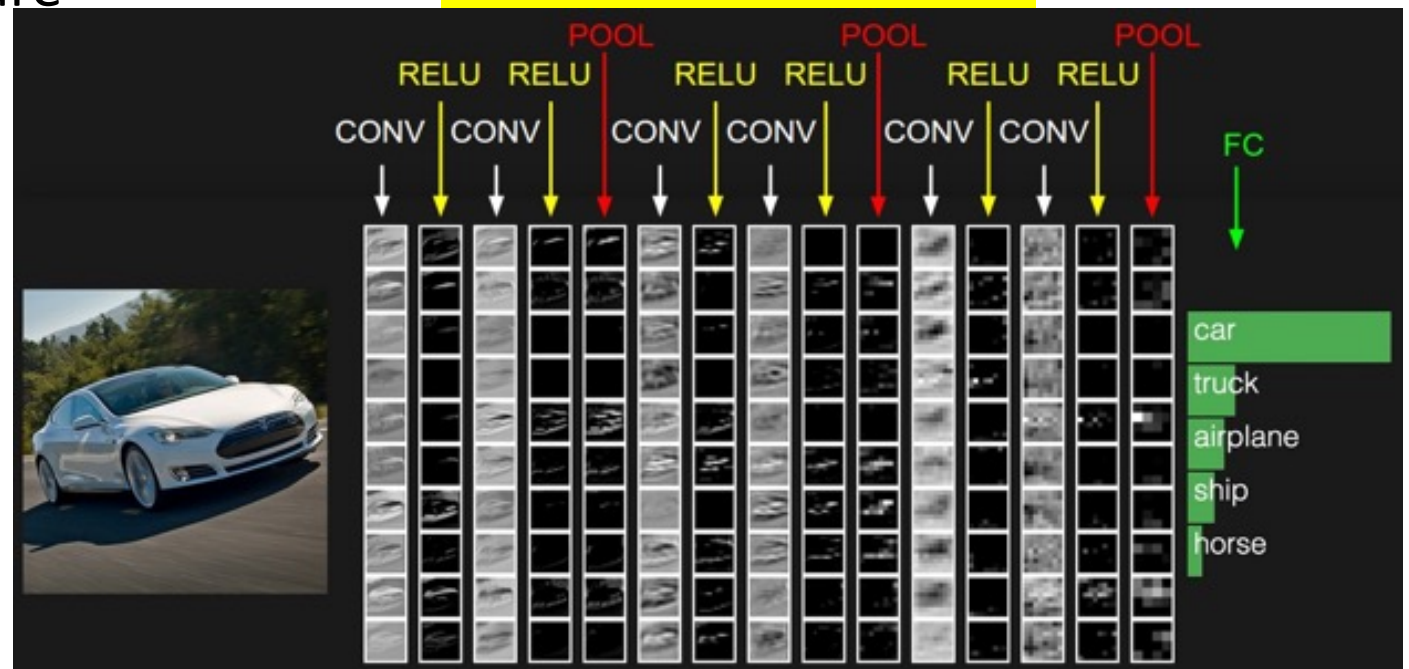 POOL POOL POOL
RELU RELU RELU RELU RELU RELU
CONV CONV CONV CONV CONV CONV
FC
car
truck
airplane
ship
horse